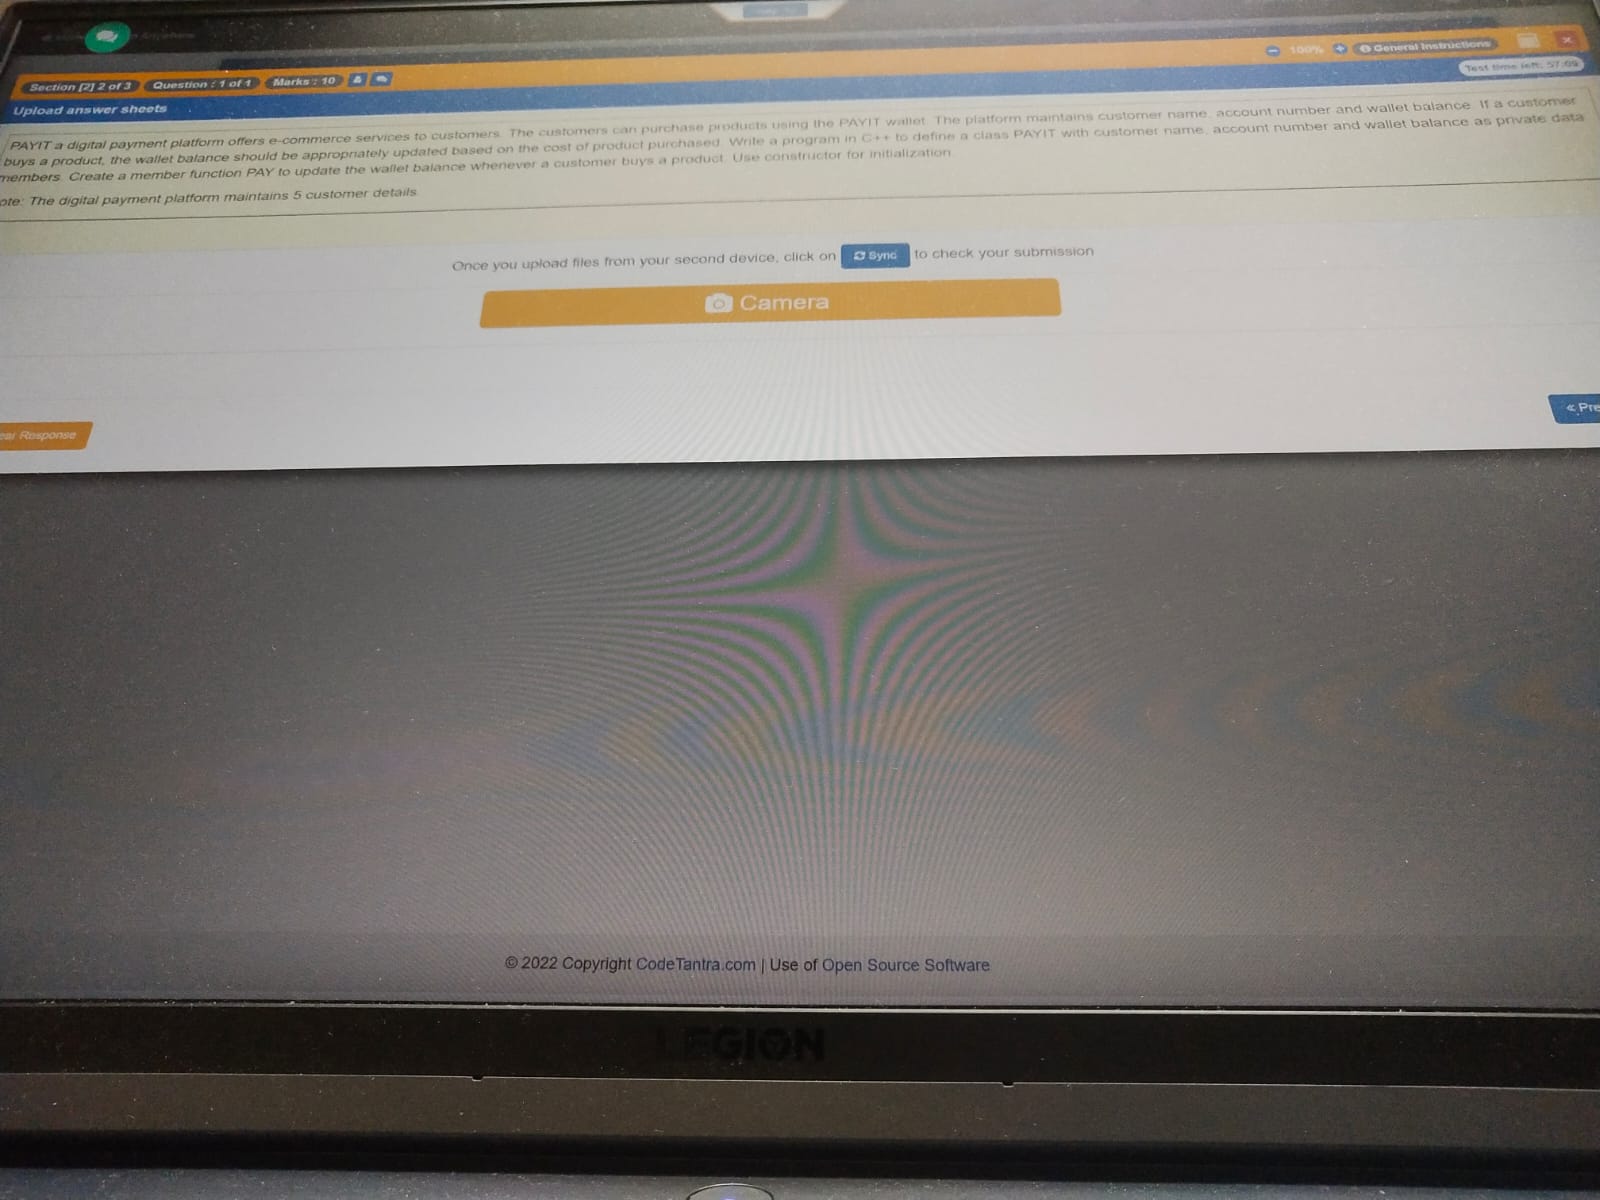 Anywhere
100%
General Instructions
Section [2] 2 of 3 Question : 1 of 1 Marks : 10
Test time left: 57:09
Upload answer sheets
PAYIT a digital payment platform offers e-commerce services to customers. The customers can purchase products using the PAYIT wallet. The platform maintains customer name, account number and wallet balance. If a customer
buys a product, the wallet balance should be appropriately updated based on the cost of product purchased. Write a program in C++ to define a class PAYIT with customer name, account number and wallet balance as private data
members. Create a member function PAY to update the wallet balance whenever a customer buys a product. Use constructor for initialization.
ote: The digital payment platform maintains 5 customer details.
Once you upload files from your second device, click on Sync to check your submission
Camera
« Pre
ear Response
© 2022 Copyright CodeTantra.com | Use of Open Source Software
LEGION